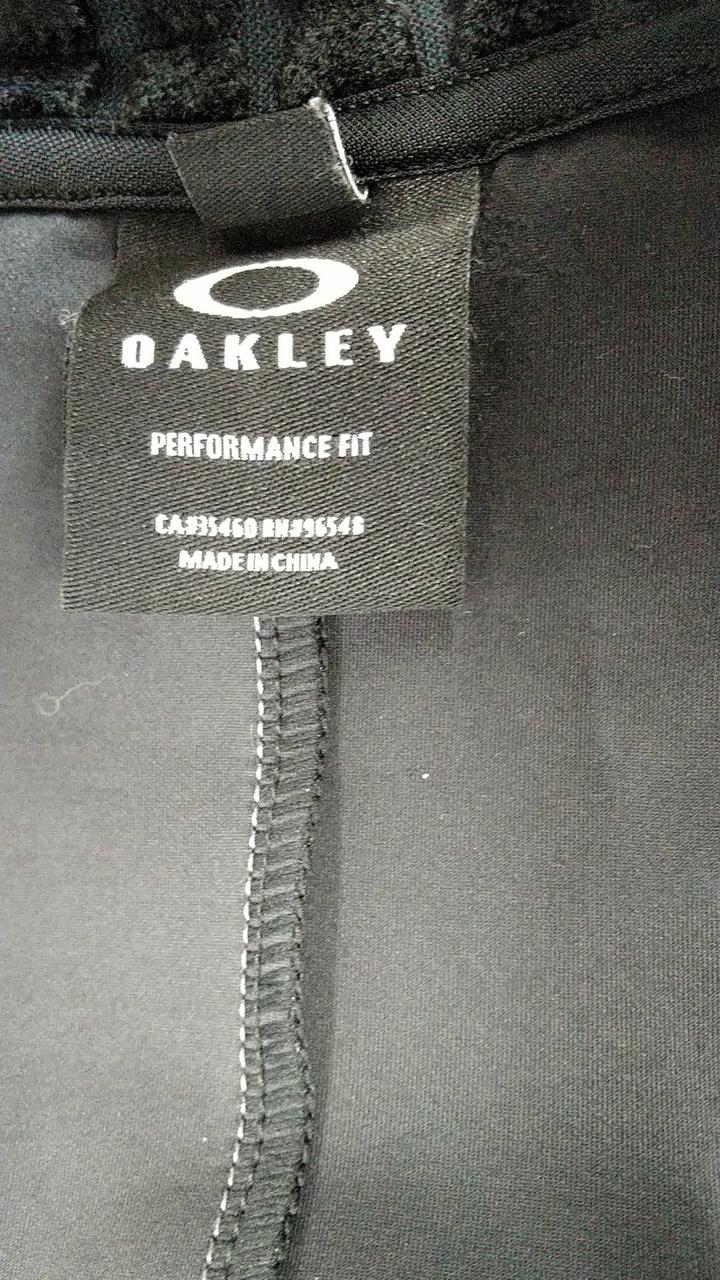 OAKLEY
PERFORMANCE FIT
CA#35460 RN#96548
MADE IN CHINA